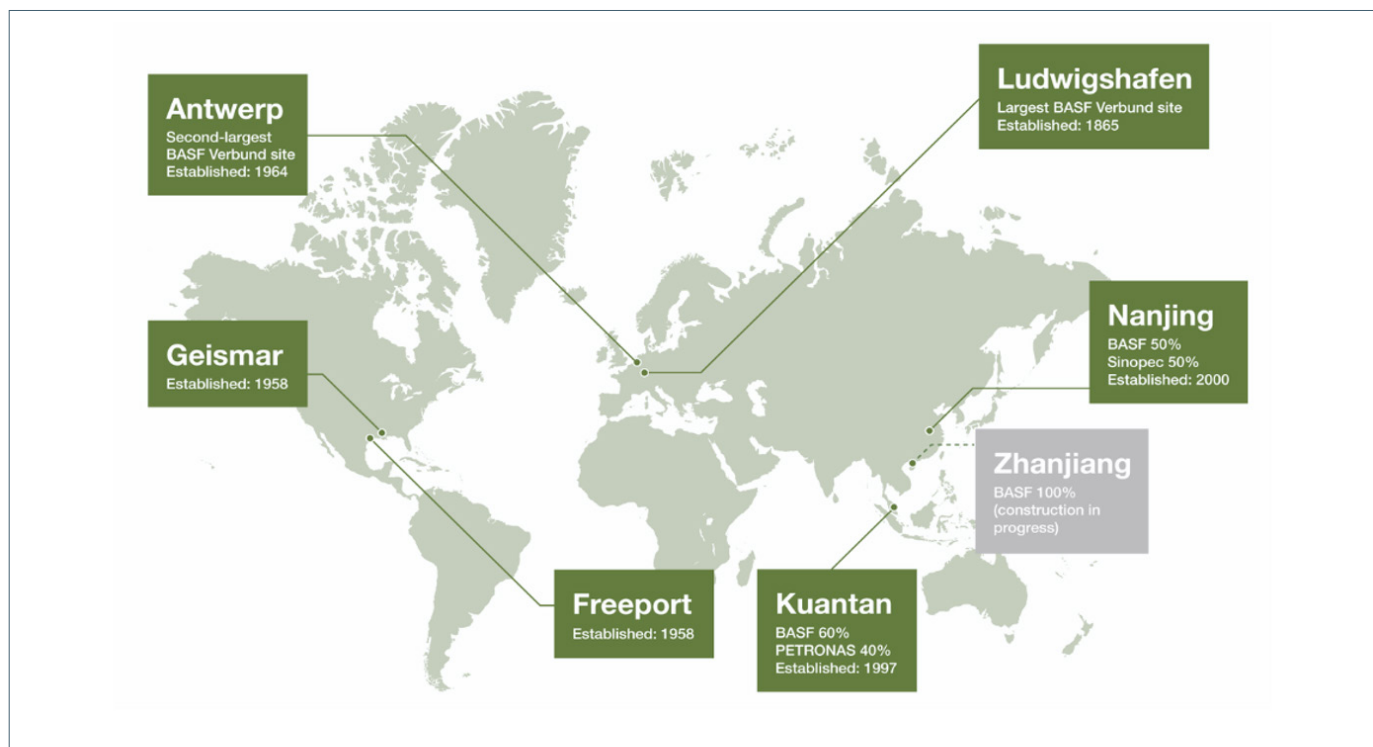 Antwerp
Second-largest
BASF Verbund site
Established: 1964
Ludwigshafen
Largest BASF Verbund site
Established: 1865
Geismar
Established: 1958
Nanjing
BASF 50%
Sinopec 50%
Established: 2000
Zhanjiang
BASF 100%
(construction in
progress)
Freeport
Established: 1958
Kuantan
BASF 60%
PETRONAS 40%
Established: 1997